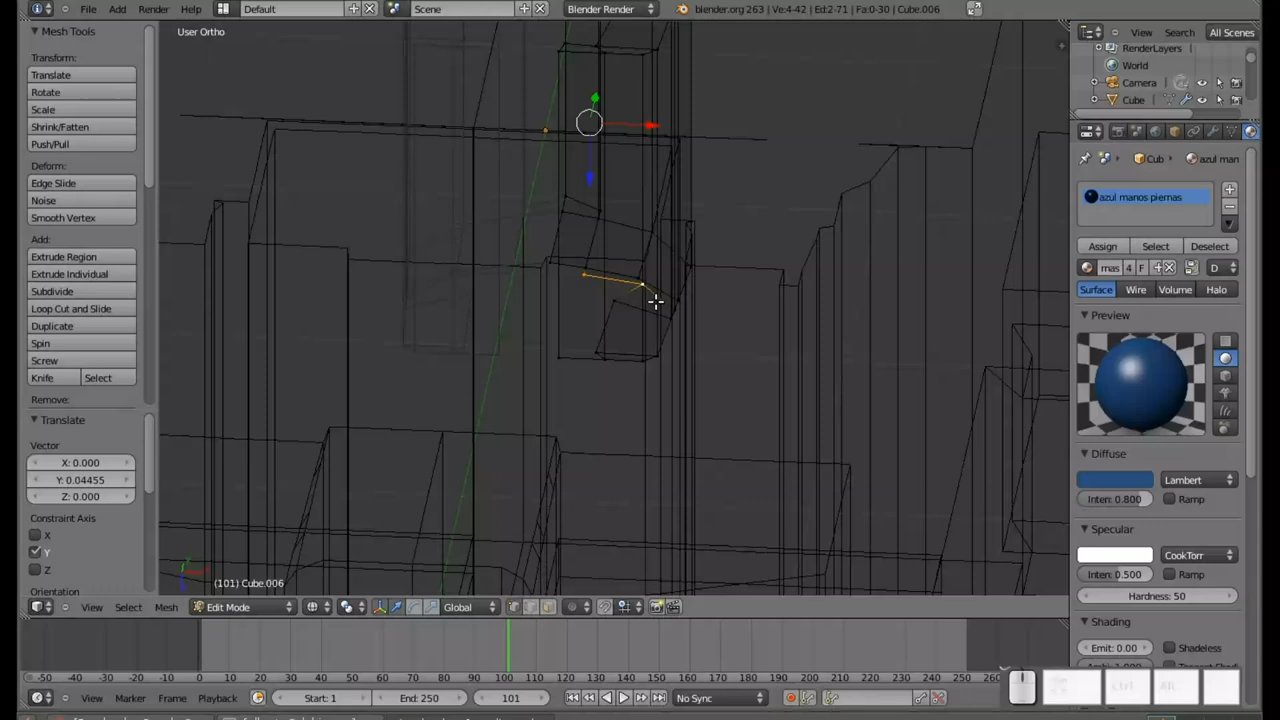 File Add Render Help Default Scene Blender Render blender.org 263 | Ve:4-42 | Ed:2-71 | Fa:0-30 | Cube.006
Mesh Tools
Transform:
Translate
Rotate
Scale
Shrink/Fatten
Push/Pull
Deform:
Edge Slide
Noise
Smooth Vertex
Add:
Extrude Region
Extrude Individual
Subdivide
Loop Cut and Slide
Duplicate
Spin
Screw
Knife Select
Remove:
Translate
Vector
X: 0.000
Y: 0.04455
Z: 0.000
Constraint Axis
X
Y
Z
Orientation
User Ortho
(101) Cube.006
View Select Mesh Edit Mode Global
-50 -40 -30 -20 -10 0 10 20 30 40 50 60 70 80 90 100 110 120 130 140 150 160 170 180 190 200 210 220 230 240 250 260
View Marker Frame Playback Start: 1 End: 250 101 No Sync
View Search All Scenes
RenderLayers
World
Camera
Cube
Cub azul man
azul manos piernas
Assign Select Deselect
mas 4 F D
Surface Wire Volume Halo
Preview
Diffuse
Lambert
Inten: 0.800 Ramp
Specular
CookTorr
Inten: 0.500 Ramp
Hardness: 50
Shading
Emit: 0.00 Shadeless
Ctrl Alt